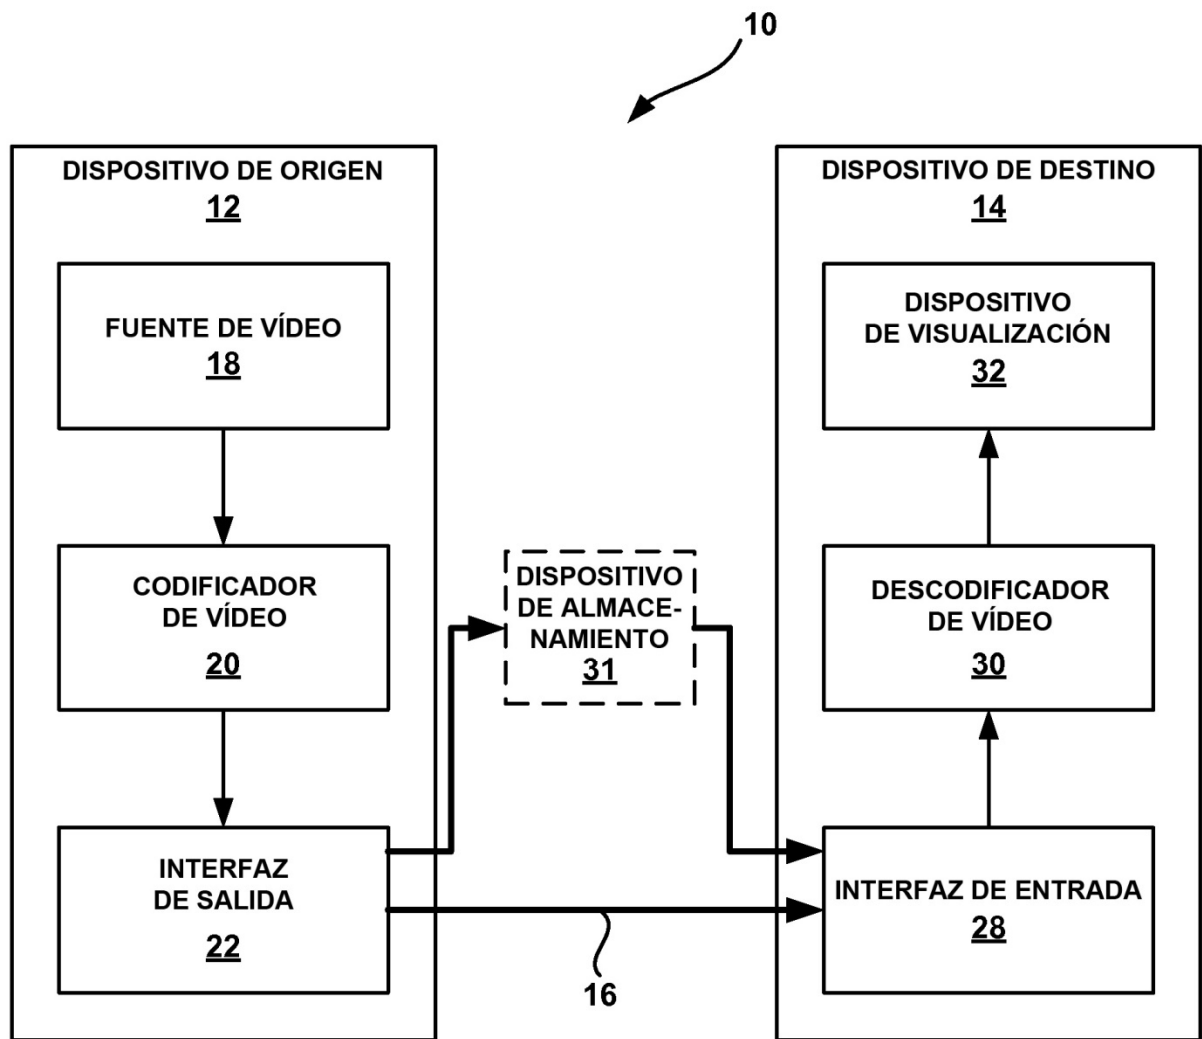 10
DISPOSITIVO DE ORIGEN
12
FUENTE DE VÍDEO
18
CODIFICADOR
DE VÍDEO
20
INTERFAZ
DE SALIDA
22
DISPOSITIVO
DE ALMACE-
NAMIENTO
31
16
DISPOSITIVO DE DESTINO
14
DISPOSITIVO
DE VISUALIZACIÓN
32
DESCODIFICADOR
DE VÍDEO
30
INTERFAZ DE ENTRADA
28